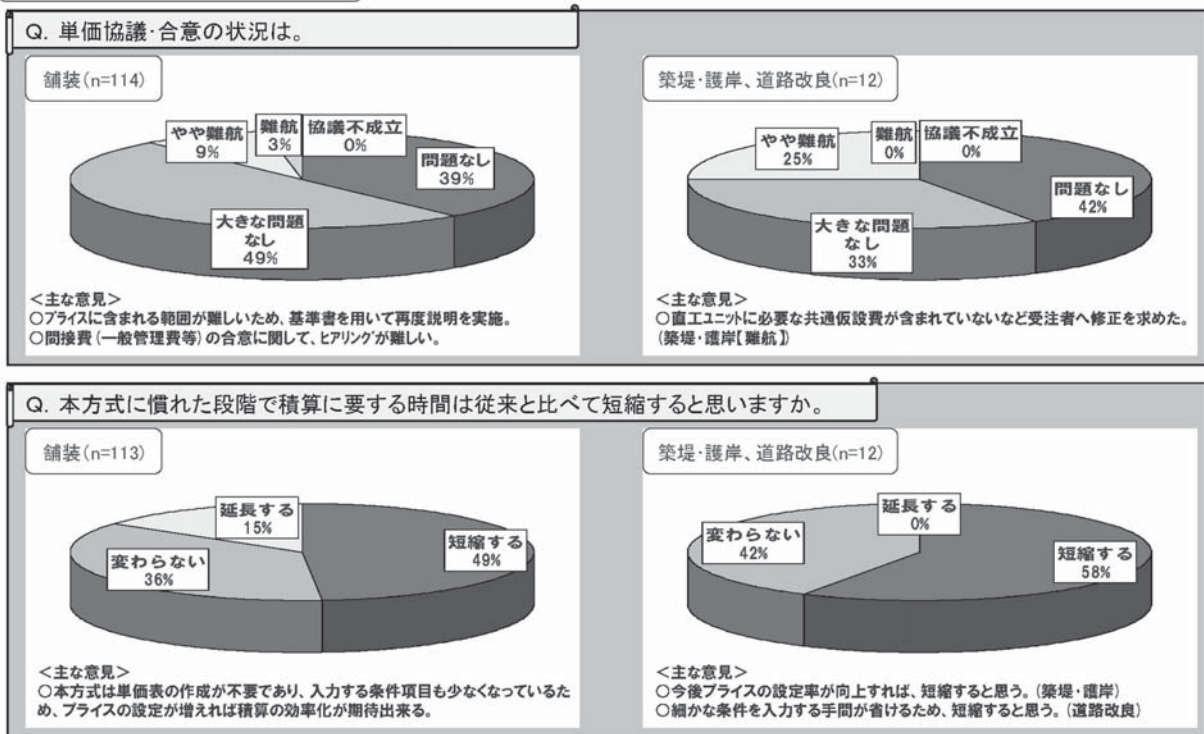 Q. 単価協議・合意の状況は。
舗装(n=114)
やや難航
9%
難航
3%
協議不成立
0%
問題なし
39%
大きな問題
なし
49%
<主な意見>
○プライスに含まれる範囲が難しいため、基準書を用いて再度説明を実施。
○間接費(一般管理費等)の合意に関して、ヒアリングが難しい。
築堤・護岸、道路改良(n=12)
やや難航
25%
難航
0%
協議不成立
0%
問題なし
42%
大きな問題
なし
33%
<主な意見>
○直工ユニットに必要な共通仮設費が含まれていないなど受注者へ修正を求めた。
(築堤・護岸【難航】)
Q. 本方式に慣れた段階で積算に要する時間は従来と比べて短縮すると思いますか。
舗装(n=113)
延長する
15%
短縮する
49%
変わらない
36%
<主な意見>
○本方式は単価表の作成が不要であり、入力する条件項目も少なくなっているた
め、プライスの設定が増えれば積算の効率化が期待出来る。
築堤・護岸、道路改良(n=12)
延長する
0%
変わらない
42%
短縮する
58%
<主な意見>
○今後プライスの設定率が向上すれば、短縮すると思う。(築堤・護岸)
○細かな条件を入力する手間が省けるため、短縮すると思う。(道路改良)